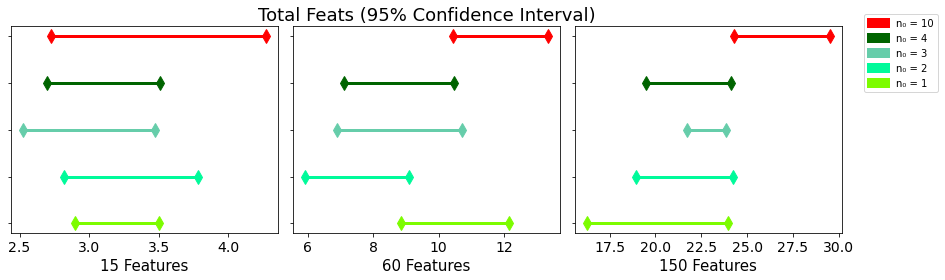 Total Feats (95% Confidence Interval)
n₀ = 10
n₀ = 4
n₀ = 3
n₀ = 2
n₀ = 1
2.5 3.0 3.5 4.0
15 Features
6 8 10 12
60 Features
17.5 20.0 22.5 25.0 27.5 30.0
150 Features